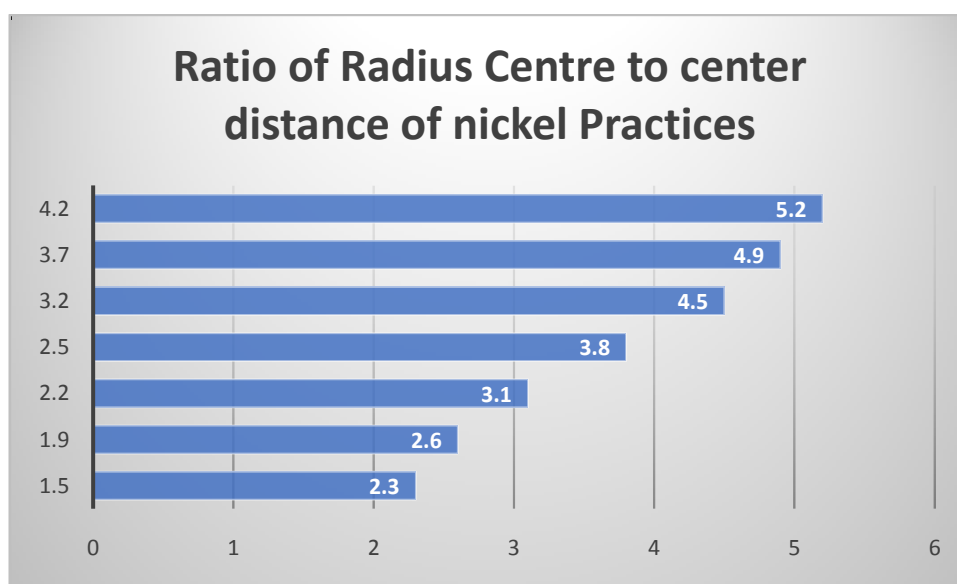 Ratio of Radius Centre to center
distance of nickel Practices
4.2 5.2
3.7 4.9
3.2 4.5
2.5 3.8
2.2 3.1
1.9 2.6
1.5 2.3
0 1 2 3 4 5 6